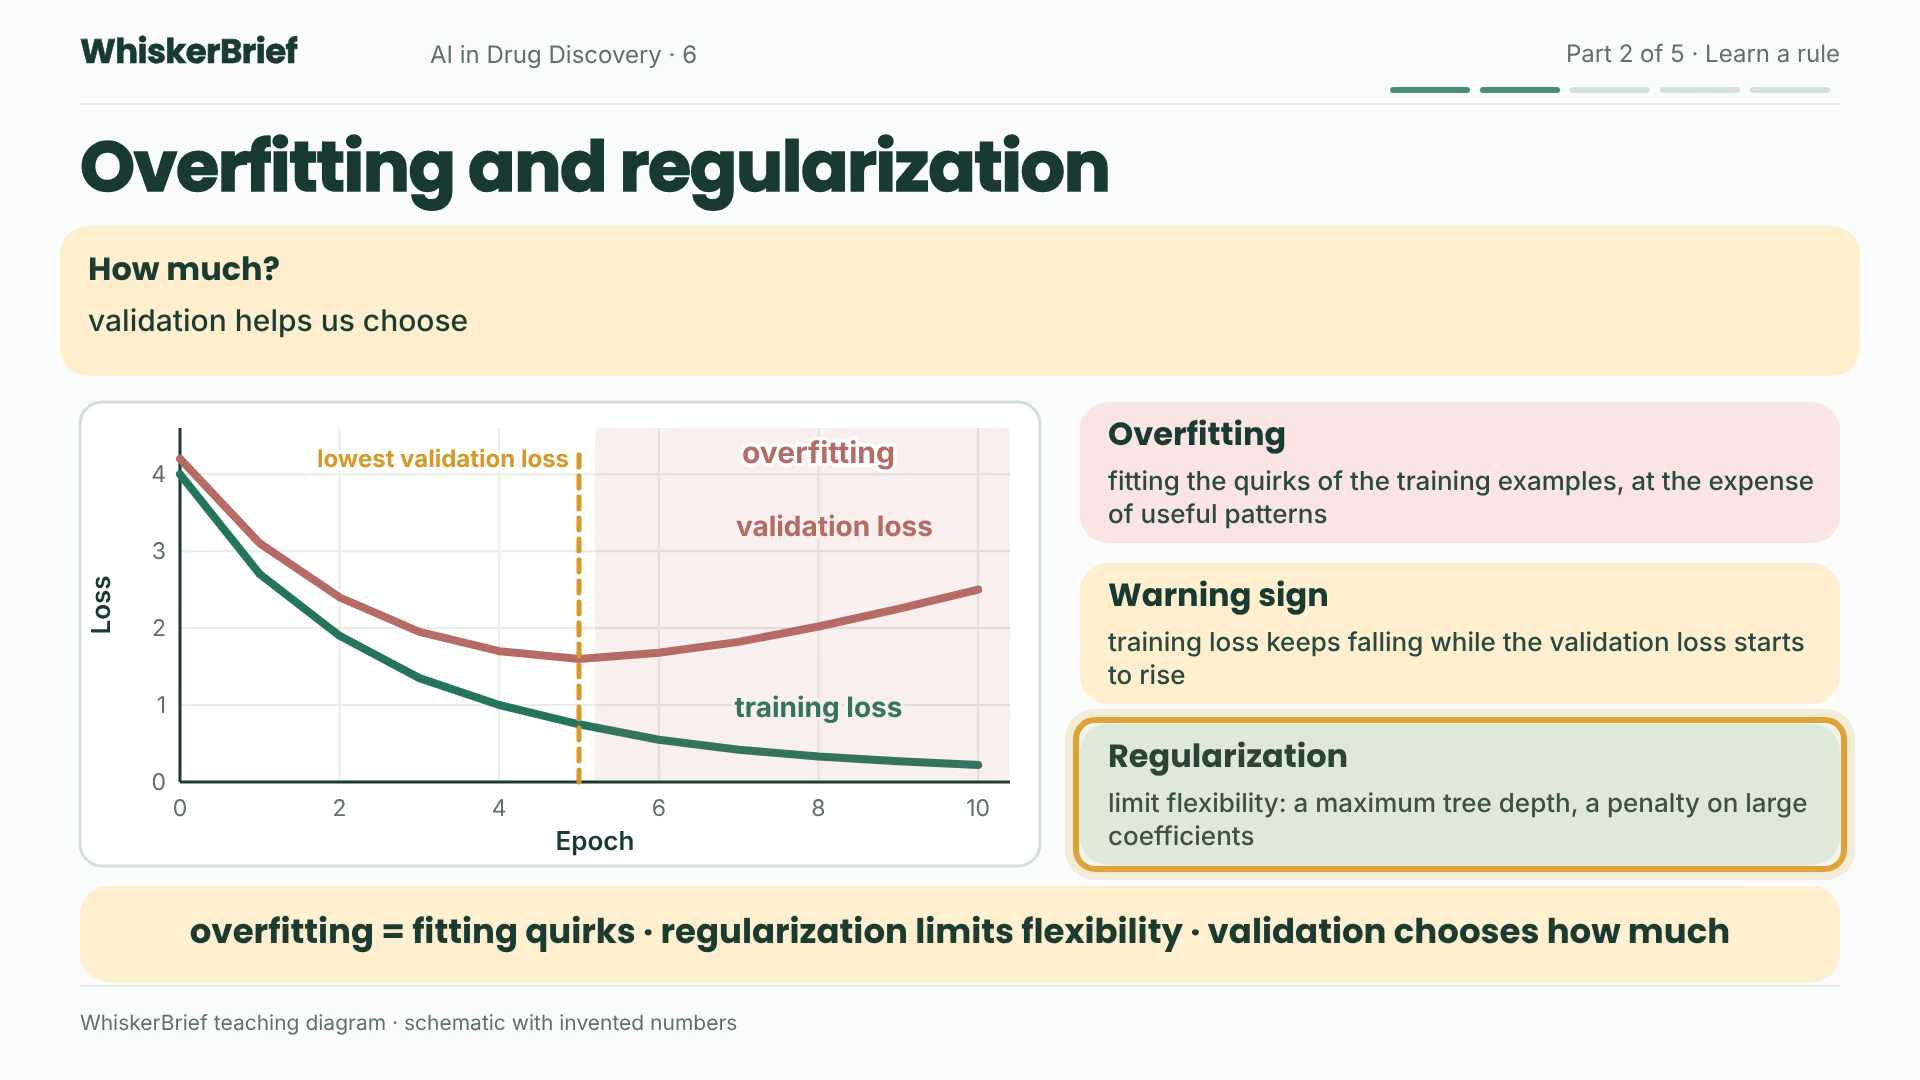 WhiskerBrief
AI in Drug Discovery · 6
Part 2 of 5 · Learn a rule
Overfitting and regularization
How much?
validation helps us choose
lowest validation loss
overfitting
validation loss
training loss
Loss
4
3
2
1
0
0 2 4 6 8 10
Epoch
Overfitting
fitting the quirks of the training examples, at the expense
of useful patterns
Warning sign
training loss keeps falling while the validation loss starts
to rise
Regularization
limit flexibility: a maximum tree depth, a penalty on large
coefficients
overfitting = fitting quirks · regularization limits flexibility · validation chooses how much
WhiskerBrief teaching diagram · schematic with invented numbers